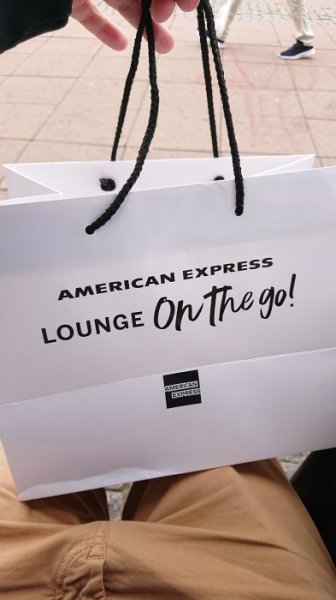 AMERICAN EXPRESS
LOUNGE On the go!
AMERICAN
EXPRESS